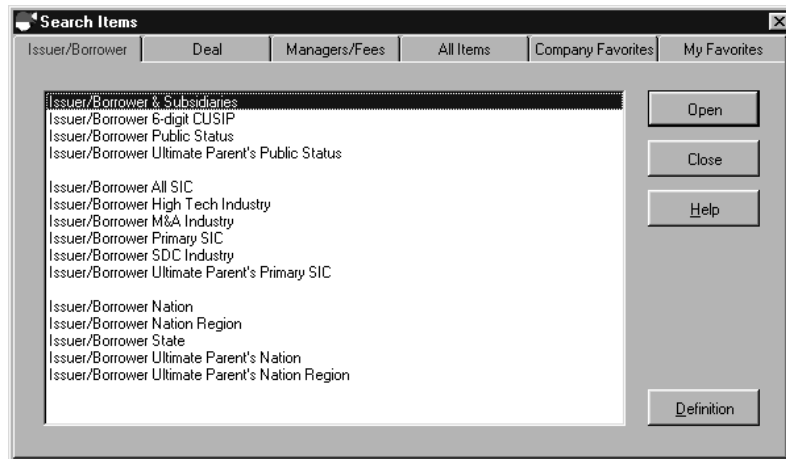 Search Items
Issuer/Borrower
Deal
Managers/Fees
All Items
Company Favorites
My Favorites
Issuer/Borrower & Subsidiaries
Issuer/Borrower 6-digit CUSIP
Issuer/Borrower Public Status
Issuer/Borrower Ultimate Parent's Public Status
Issuer/Borrower All SIC
Issuer/Borrower High Tech Industry
Issuer/Borrower M&A Industry
Issuer/Borrower Primary SIC
Issuer/Borrower SDC Industry
Issuer/Borrower Ultimate Parent's Primary SIC
Issuer/Borrower Nation
Issuer/Borrower Nation Region
Issuer/Borrower State
Issuer/Borrower Ultimate Parent's Nation
Issuer/Borrower Ultimate Parent's Nation Region
Open
Close
Help
Definition